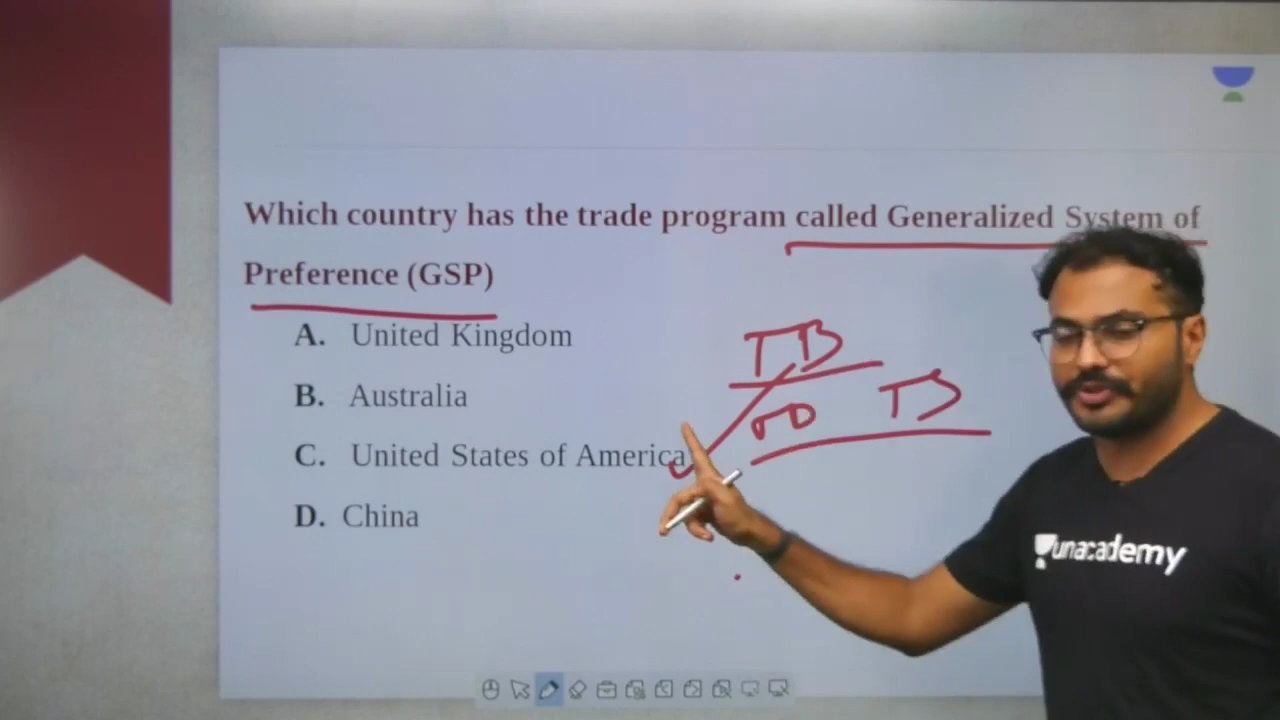 Which country has the trade program called Generalized System of
Preference (GSP)
A. United Kingdom
B. Australia
C. United States of America
D. China
TB
TS
unacademy